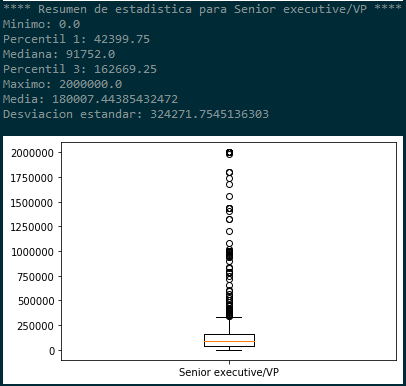 **** Resumen de estadistica para Senior executive/VP ****
Minimo: 0.0
Percentil 1: 42399.75
Mediana: 91752.0
Percentil 3: 162669.25
Maximo: 2000000.0
Media: 180007.44385432472
Desviacion estandar: 324271.7545136303
2000000
1750000
1500000
1250000
1000000
750000
500000
250000
0
Senior executive/VP